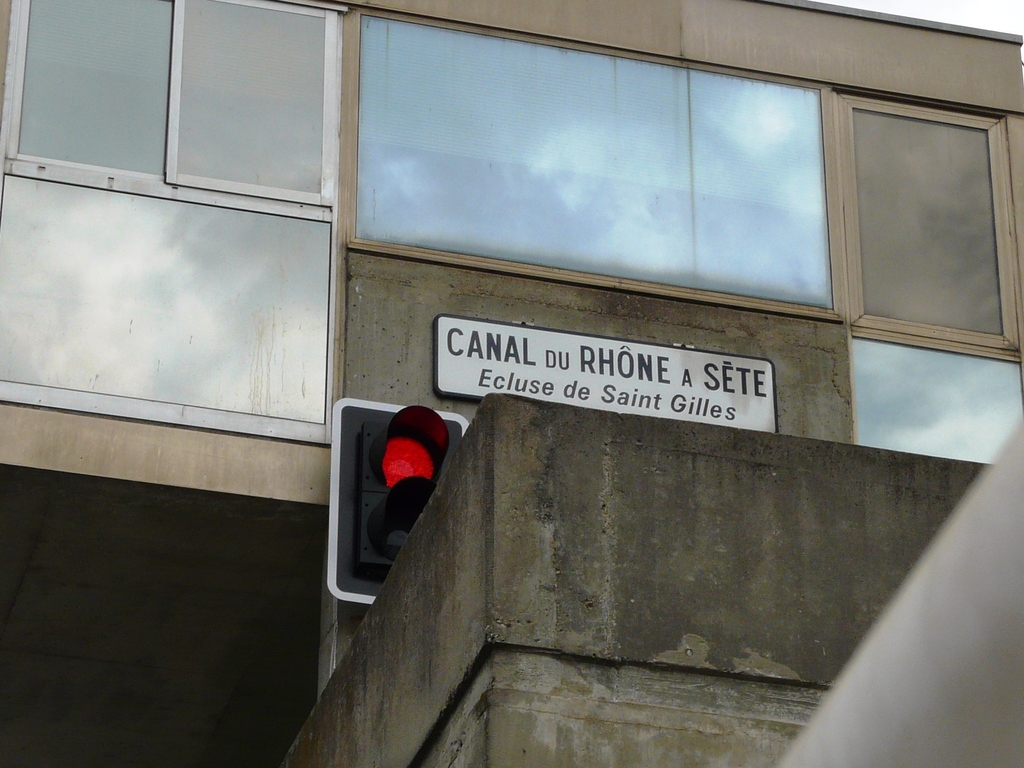 CANAL DU RHÔNE A SÈTE
Ecluse de Saint Gilles